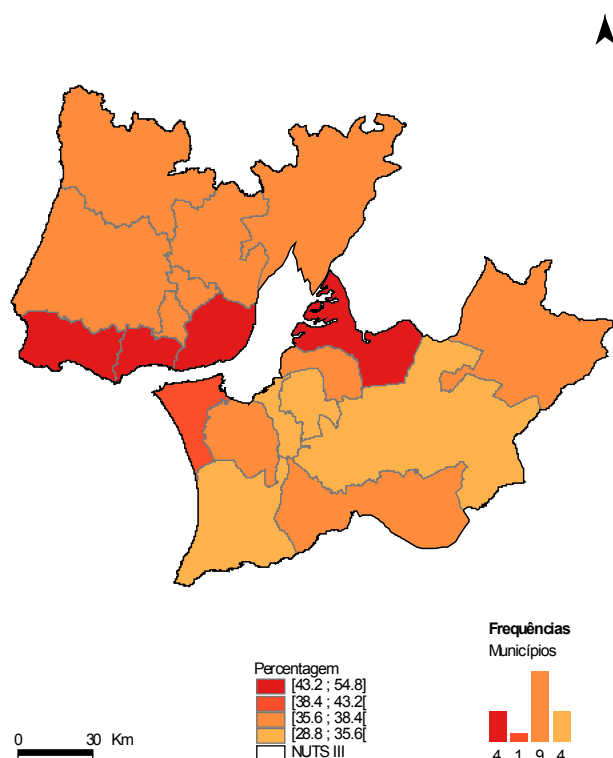 Frequências
Municípios
4 1 9 4
Percentagem
[43.2 ; 54.8]
[38.4 ; 43.2[
[35.6 ; 38.4[
[28.8 ; 35.6[
NUTS III
0 30 Km